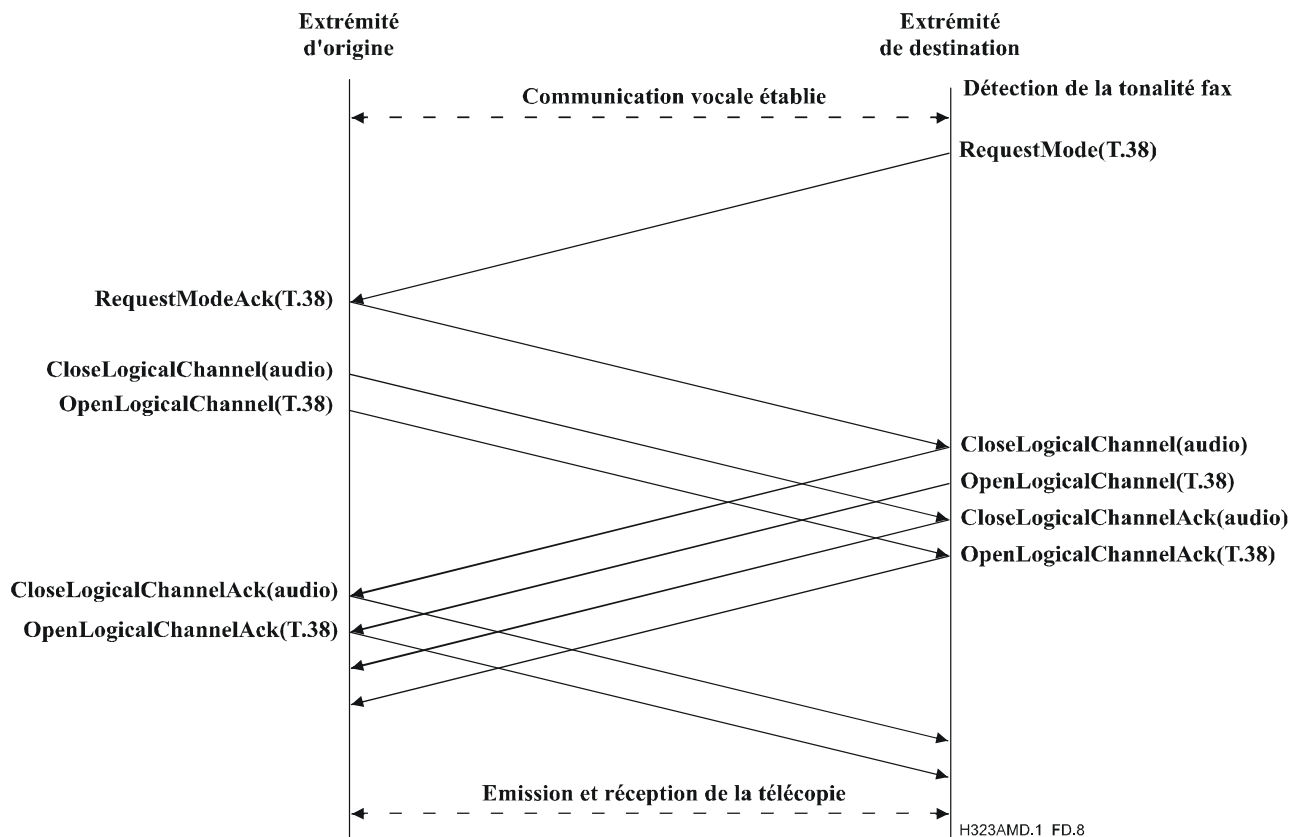 Extrémité
d'origine
Extrémité
de destination
Communication vocale établie
Détection de la tonalité fax
RequestMode(T.38)
RequestModeAck(T.38)
CloseLogicalChannel(audio)
OpenLogicalChannel(T.38)
CloseLogicalChannel(audio)
OpenLogicalChannel(T.38)
CloseLogicalChannelAck(audio)
OpenLogicalChannelAck(T.38)
CloseLogicalChannelAck(audio)
OpenLogicalChannelAck(T.38)
Emission et réception de la télécopie
H323AMD.1 FD.8